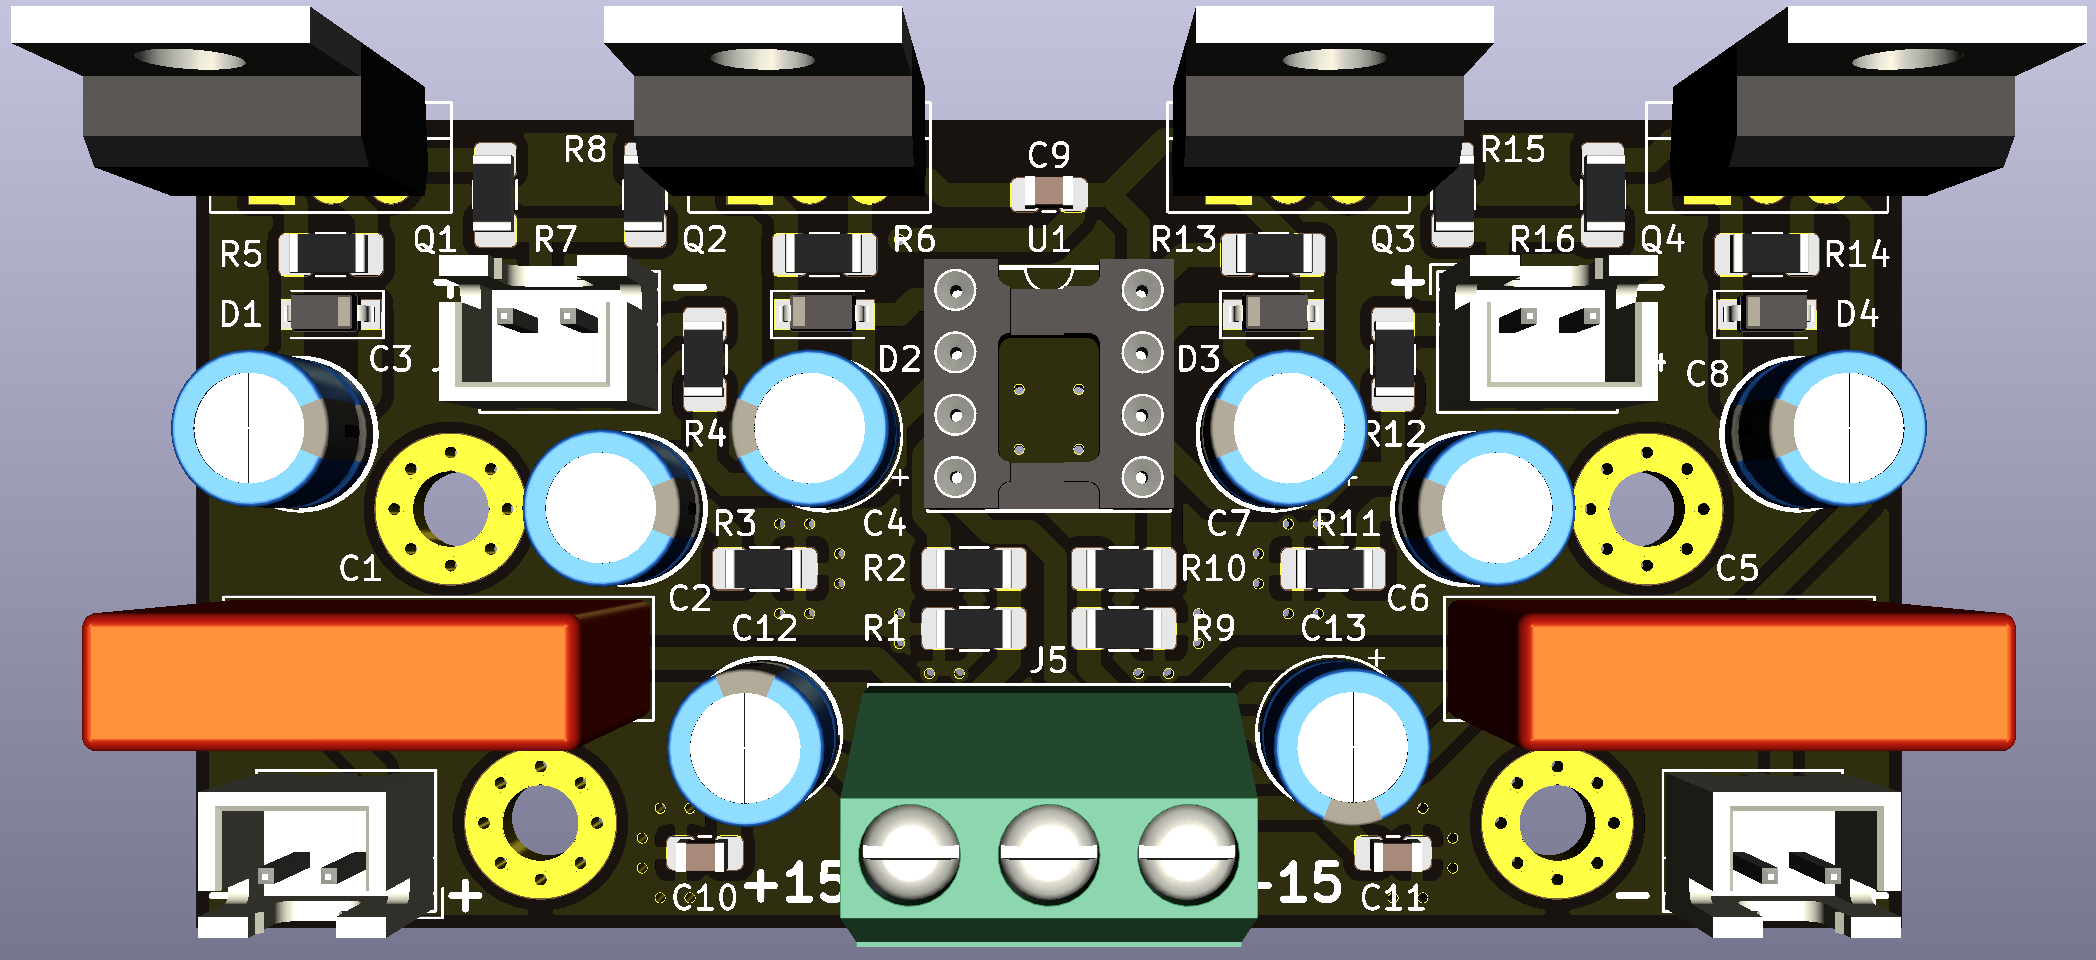 R8
C9
R15
R5
Q1
R7
Q2
R6
U1
R13
Q3
R16
Q4
R14
+
-
+
-
D1
D4
C3
D2
D3
C8
+
R4
R12
+
R3
C4
C7
R11
C1
R2
R10
C5
C2
C6
C12
R1
R9
C13
J5
+
+
C10
+15
-15
C11
-